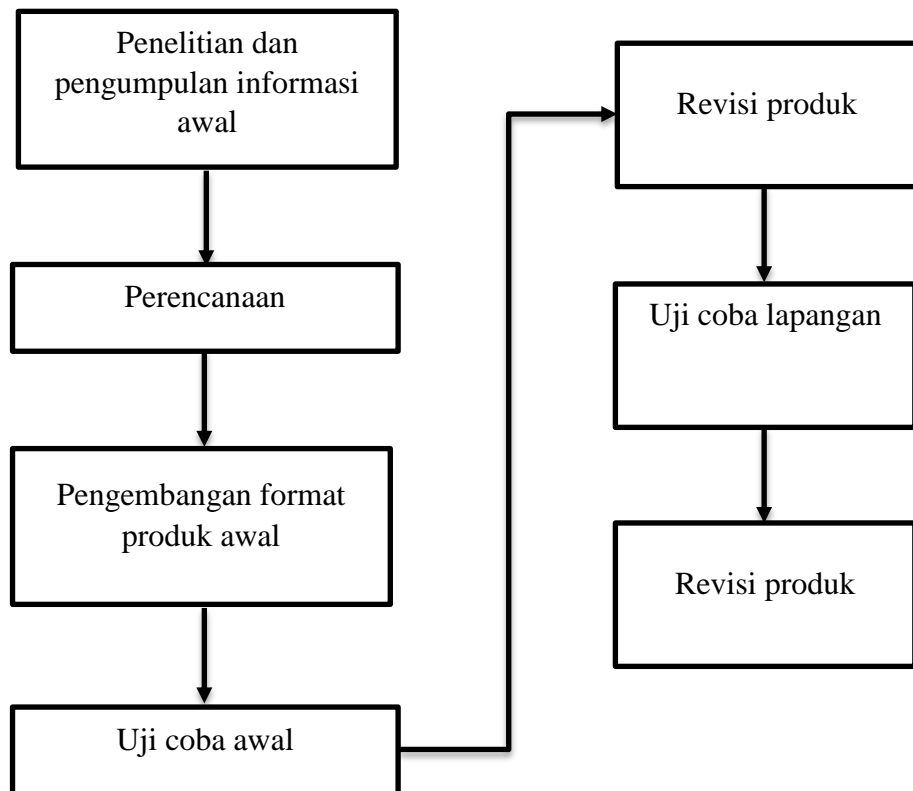 Penelitian dan
pengumpulan informasi
awal
Perencanaan
Pengembangan format
produk awal
Uji coba awal
Revisi produk
Uji coba lapangan
Revisi produk